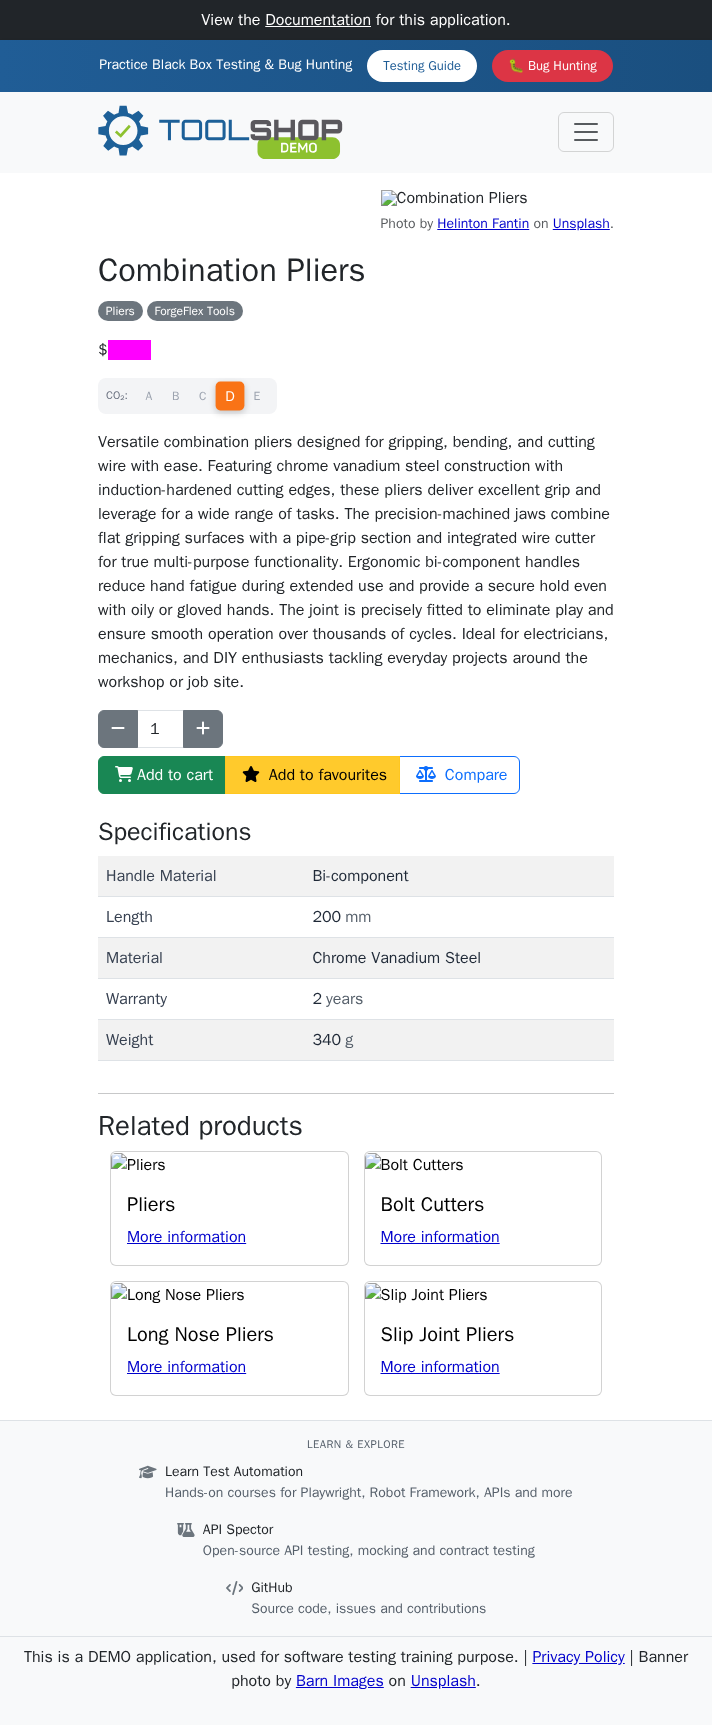 View the Documentation for this application.
Practice Black Box Testing & Bug Hunting
Testing Guide
Bug Hunting
TOOLSHOP
DEMO
Combination Pliers
Photo by Helinton Fantin on Unsplash.
Combination Pliers
Pliers
ForgeFlex Tools
$
CO₂:
A
B
C
D
E
Versatile combination pliers designed for gripping, bending, and cutting
wire with ease. Featuring chrome vanadium steel construction with
induction-hardened cutting edges, these pliers deliver excellent grip and
leverage for a wide range of tasks. The precision-machined jaws combine
flat gripping surfaces with a pipe-grip section and integrated wire cutter
for true multi-purpose functionality. Ergonomic bi-component handles
reduce hand fatigue during extended use and provide a secure hold even
with oily or gloved hands. The joint is precisely fitted to eliminate play and
ensure smooth operation over thousands of cycles. Ideal for electricians,
mechanics, and DIY enthusiasts tackling everyday projects around the
workshop or job site.
1
Add to cart
Add to favourites
Compare
Specifications
Handle Material Bi-component
Length 200 mm
Material Chrome Vanadium Steel
Warranty 2 years
Weight 340 g
Related products
Pliers
Pliers
More information
Bolt Cutters
Bolt Cutters
More information
Long Nose Pliers
Long Nose Pliers
More information
Slip Joint Pliers
Slip Joint Pliers
More information
LEARN & EXPLORE
Learn Test Automation
Hands-on courses for Playwright, Robot Framework, APIs and more
API Spector
Open-source API testing, mocking and contract testing
GitHub
Source code, issues and contributions
This is a DEMO application, used for software testing training purpose. | Privacy Policy | Banner
photo by Barn Images on Unsplash.